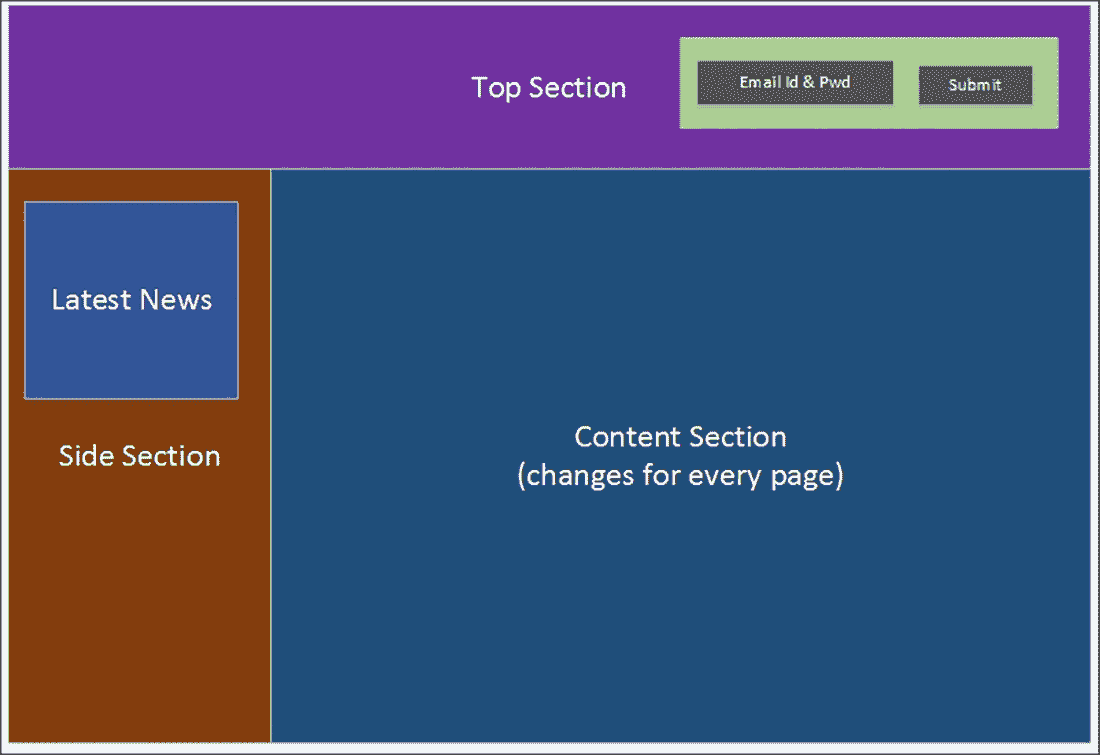 Top Section
Email Id & Pwd
Submit
Latest News
Side Section
Content Section
(changes for every page)